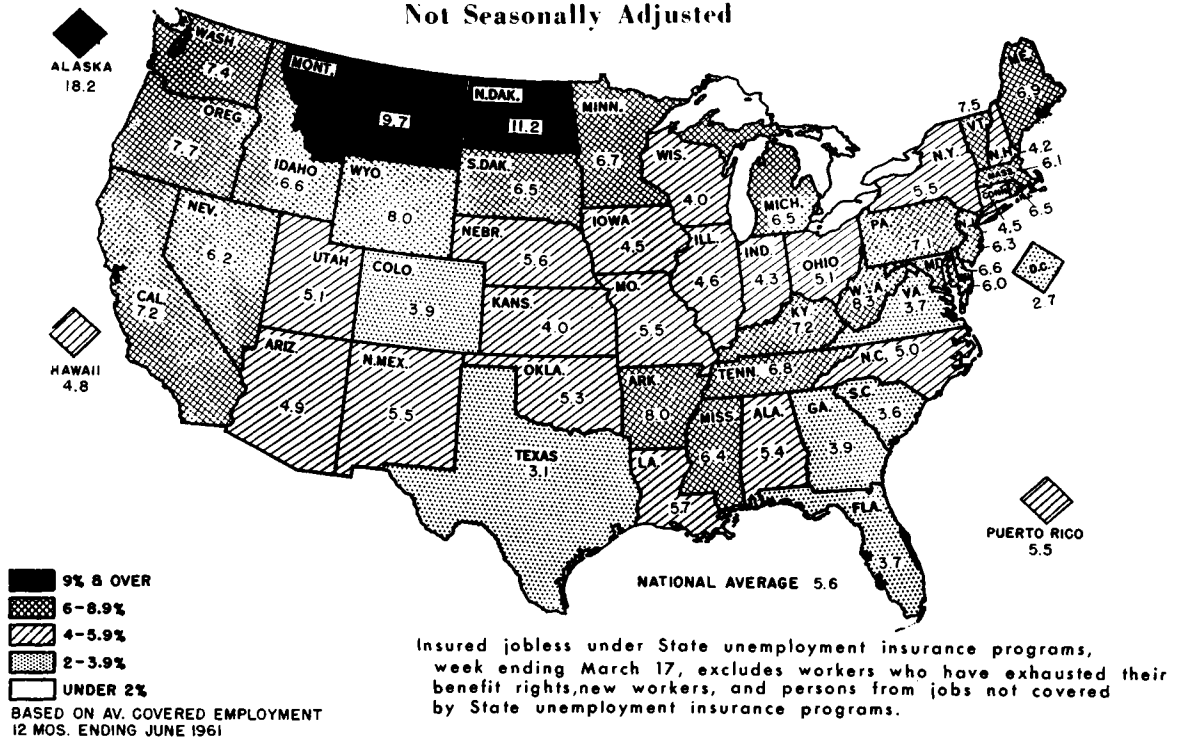 Not Seasonally Adjusted
ALASKA
18.2
WASH.
7.4
OREG.
7.7
IDAHO
6.6
MONT.
9.7
N.DAK.
11.2
S.DAK.
6.5
MINN.
6.7
WIS.
4.0
MICH.
6.5
WYO
8.0
NEV.
6.2
CAL.
7.2
UTAH
5.1
COLO
3.9
NEBR.
5.6
IOWA
4.5
KANS.
4.0
MO.
5.5
ILL.
4.6
IND.
4.3
OHIO
5.1
KY.
7.2
W.VA.
8.3
VA.
3.7
PA.
7.1
N.Y.
5.5
7.5
VT.
N.H.
ME.
6.9
4.2
6.1
MASS.
CONN.
6.5
4.5
6.3
6.6
6.0
MD.
D.C.
2.7
HAWAII
4.8
ARIZ.
4.9
N.MEX.
5.5
OKLA.
5.3
TEXAS
3.1
ARK.
8.0
LA.
5.7
MISS.
6.4
TENN. 6.8
N.C. 5.0
S.C.
3.6
ALA.
5.4
GA.
3.9
FLA.
3.7
PUERTO RICO
5.5
NATIONAL AVERAGE 5.6
9% & OVER
6-8.9%
4-5.9%
2-3.9%
UNDER 2%
BASED ON AV. COVERED EMPLOYMENT
12 MOS. ENDING JUNE 1961
Insured jobless under State unemployment insurance programs,
week ending March 17, excludes workers who have exhausted their
benefit rights,new workers, and persons from jobs not covered
by State unemployment insurance programs.